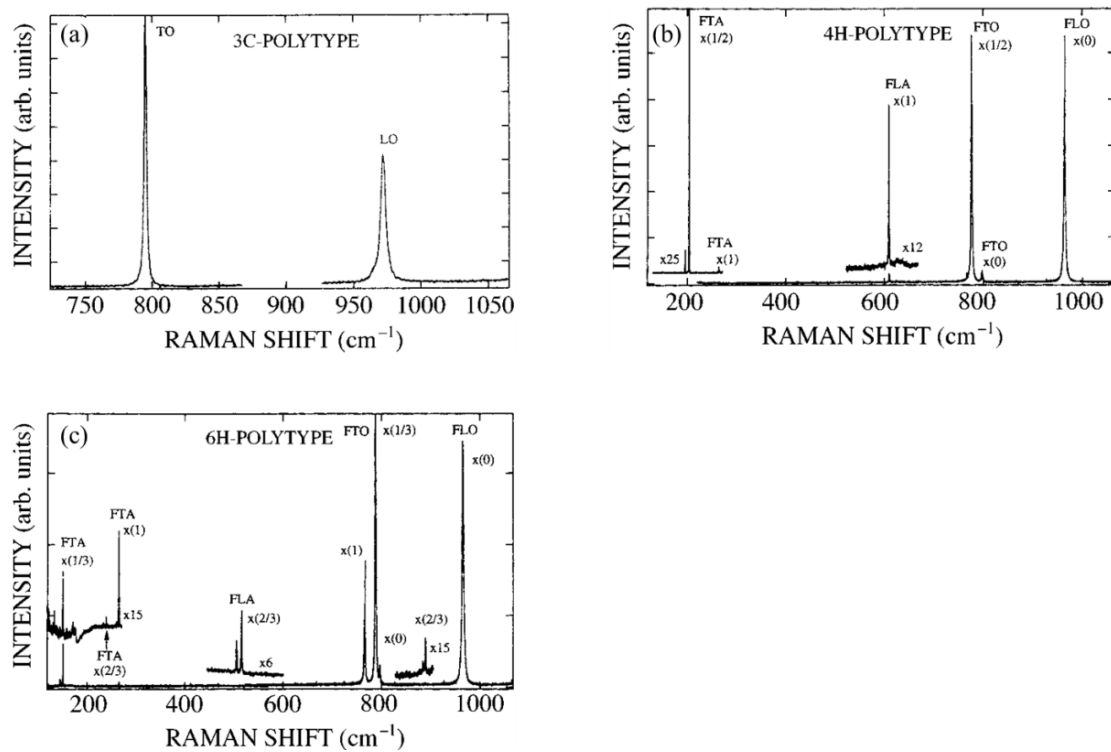 (a)
3C-POLYTYPE
TO
LO
INTENSITY (arb. units)
750 800 850 900 950 1000 1050
RAMAN SHIFT (cm⁻¹)
(b)
4H-POLYTYPE
FTA
x(1/2)
FLA
x(1)
FTO
x(1/2)
FLO
x(0)
x25
FTA
x(1)
x12
FTO
x(0)
INTENSITY (arb. units)
200 400 600 800 1000
RAMAN SHIFT (cm⁻¹)
(c)
6H-POLYTYPE
FTO
x(1/3)
FLO
x(0)
FTA
x(1)
FTA
x(1/3)
x15
FTA
x(2/3)
FLA
x(2/3)
x6
x(1)
x(0)
x(2/3)
x15
INTENSITY (arb. units)
200 400 600 800 1000
RAMAN SHIFT (cm⁻¹)